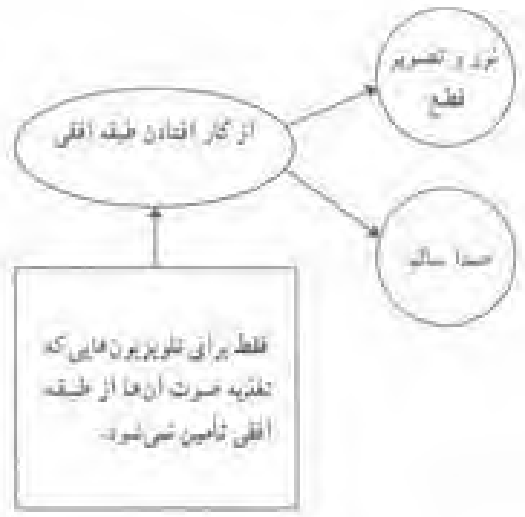 نور و تصویر
قطع
از کار افتادن طبقه افقی
صدا سالم
فقط برای تلویزیون‌هایی که
تغذیه صوت آن‌ها از طبقه
افقی تأمین نمی‌شود.